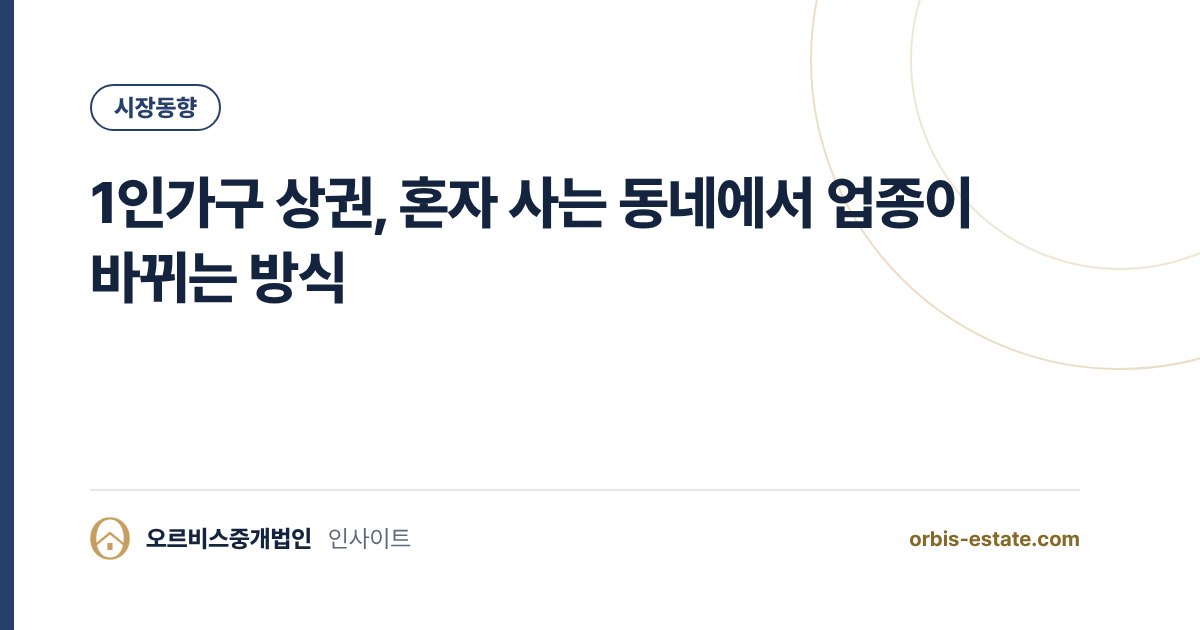 시장동향
1인가구 상권, 혼자 사는 동네에서 업종이
바뀌는 방식
오르비스중개법인 인사이트
orbis-estate.com